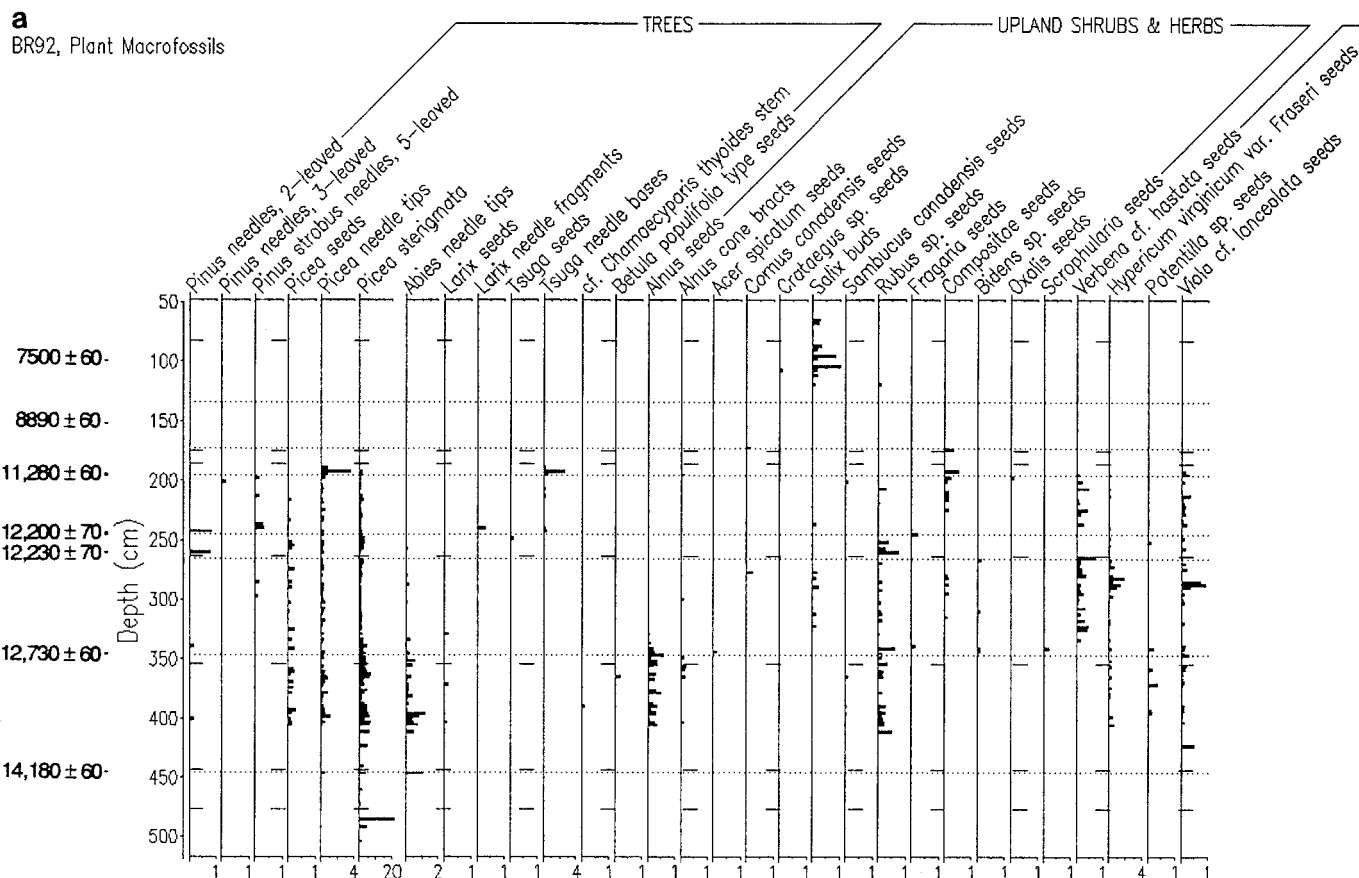 a
BR92, Plant Macrofossils
TREES
UPLAND SHRUBS & HERBS
Pinus needles, 2-leaved
Pinus needles, 3-leaved
Pinus strobus needles, 5-leaved
Picea seeds
Picea needle tips
Picea sterigmata
Abies needle tips
Larix seeds
Larix needle fragments
Tsuga seeds
Tsuga needle bases
cf. Chamaecyparis thyoides stem
Betula populifolia type seeds
Alnus seeds
Alnus cone bracts
Acer spicatum seeds
Cornus canadensis seeds
Crataegus sp. seeds
Salix buds
Sambucus canadensis seeds
Rubus sp. seeds
Fragaria seeds
Compositae seeds
Bidens sp. seeds
Oxalis seeds
Scrophularia seeds
Verbena cf. hastata seeds
Hypericum virginicum var. Fraseri seeds
Potentilla sp. seeds
Viola cf. lancealata seeds
7500 ± 60
8890 ± 60
11,280 ± 60
12,200 ± 70
12,230 ± 70
12,730 ± 60
14,180 ± 60
Depth (cm)
50
100
150
200
250
300
350
400
450
500
1 1 1 1 4 20 2 1 1 1 4 1 1 1 1 1 1 1 1 1 1 1 1 1 1 1 1 1 4 1